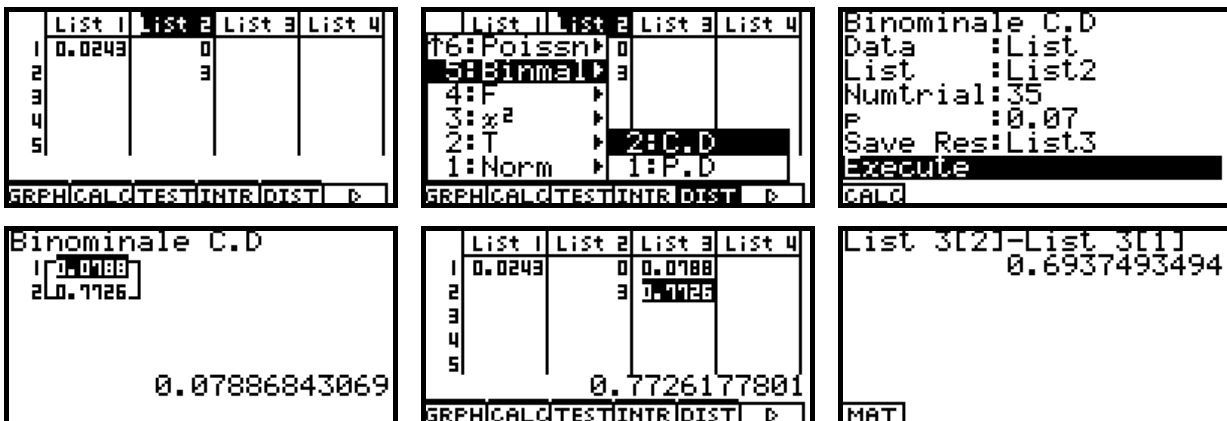 List 1 List 2 List 3 List 4
1 0.0243 0
2 3
3
4
5
GRPH CALC TEST INTR DIST ▷
List 1 List 2 List 3 List 4
↑6:Poissn▸ 0
5:Binmal▸ 3
4:F ▸
3:χ² ▸
2:T ▸ 2:C.D
1:Norm ▸ 1:P.D
GRPH CALC TEST INTR DIST ▷
Binominale C.D
Data :List
List :List2
Numtrial:35
p :0.07
Save Res:List3
Execute
CALC
Binominale C.D
1 0.0788
2 0.7726
0.07886843069
List 1 List 2 List 3 List 4
1 0.0243 0 0.0788
2 3 0.7726
3
4
5
0.7726177801
GRPH CALC TEST INTR DIST ▷
List 3[2]-List 3[1]
0.6937493494
MAT